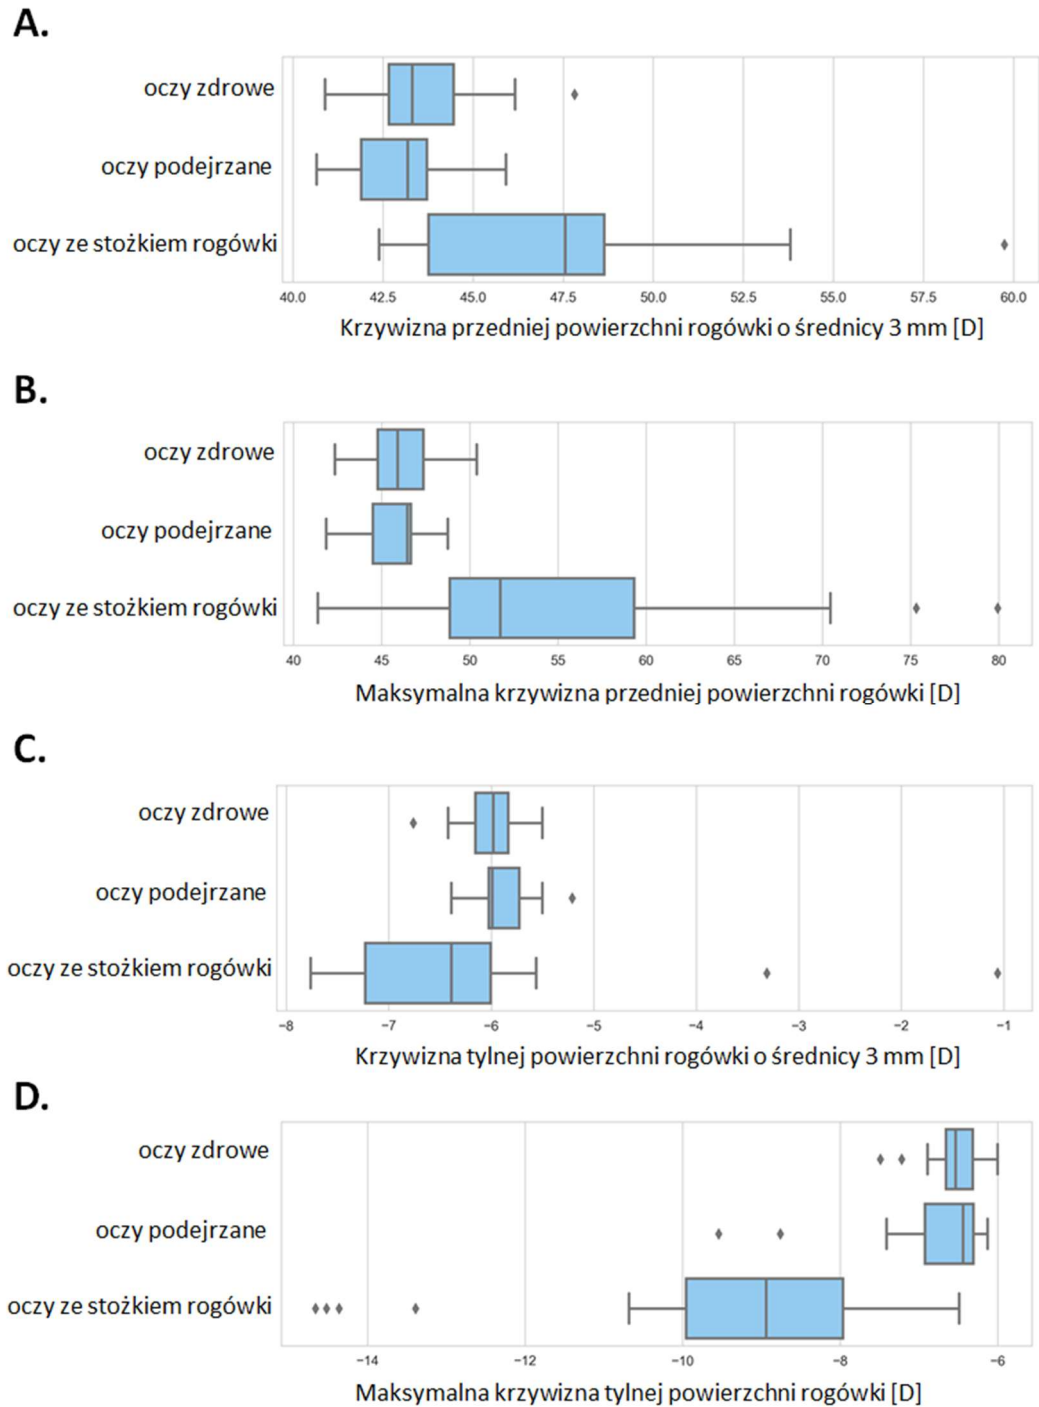 A.
oczy zdrowe
oczy podejrzane
oczy ze stożkiem rogówki
40.0 42.5 45.0 47.5 50.0 52.5 55.0 57.5 60.0
Krzywizna przedniej powierzchni rogówki o średnicy 3 mm [D]
B.
oczy zdrowe
oczy podejrzane
oczy ze stożkiem rogówki
40 45 50 55 60 65 70 75 80
Maksymalna krzywizna przedniej powierzchni rogówki [D]
C.
oczy zdrowe
oczy podejrzane
oczy ze stożkiem rogówki
−8 −7 −6 −5 −4 −3 −2 −1
Krzywizna tylnej powierzchni rogówki o średnicy 3 mm [D]
D.
oczy zdrowe
oczy podejrzane
oczy ze stożkiem rogówki
−14 −12 −10 −8 −6
Maksymalna krzywizna tylnej powierzchni rogówki [D]